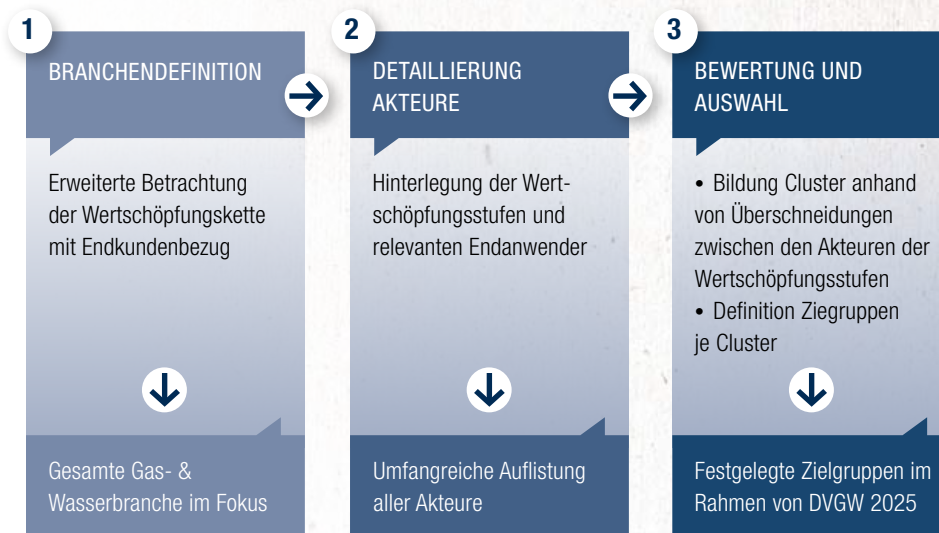 1
BRANCHENDEFINITION
Erweiterte Betrachtung
der Wertschöpfungskette
mit Endkundenbezug
Gesamte Gas- &
Wasserbranche im Fokus
2
DETAILLIERUNG
AKTEURE
Hinterlegung der Wert-
schöpfungsstufen und
relevanten Endanwender
Umfangreiche Auflistung
aller Akteure
3
BEWERTUNG UND
AUSWAHL
• Bildung Cluster anhand
von Überschneidungen
zwischen den Akteuren der
Wertschöpfungsstufen
• Definition Ziegruppen
je Cluster
Festgelegte Zielgruppen im
Rahmen von DVGW 2025